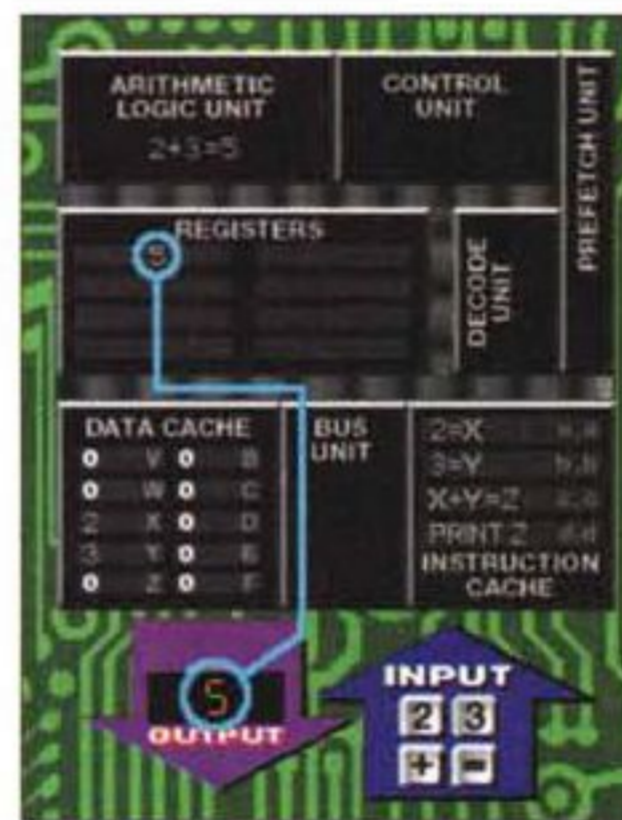 ARITHMETIC
LOGIC UNIT
2+3=5
CONTROL
UNIT
PREFETCH UNIT
REGISTERS
5
DECODE
UNIT
DATA CACHE
0 V 0 B
0 W 0 C
2 X 0 D
3 Y 0 E
0 Z 0 F
BUS
UNIT
2=X
3=Y
X+Y=Z
PRINT Z
INSTRUCTION
CACHE
5
OUTPUT
INPUT
2 3
+ =